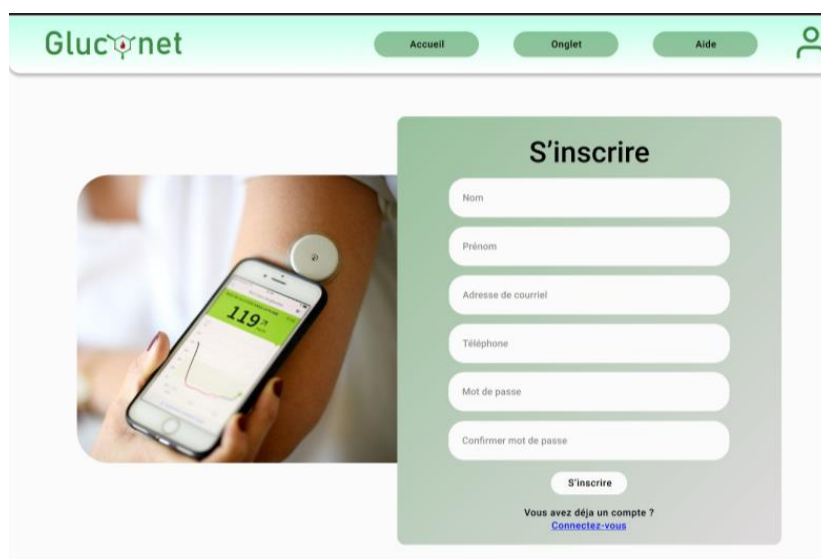 Gluconet
Accueil
Onglet
Aide
S'inscrire
Nom
Prénom
Adresse de courriel
Téléphone
Mot de passe
Confirmer mot de passe
S'inscrire
Vous avez déja un compte ?
Connectez-vous
119